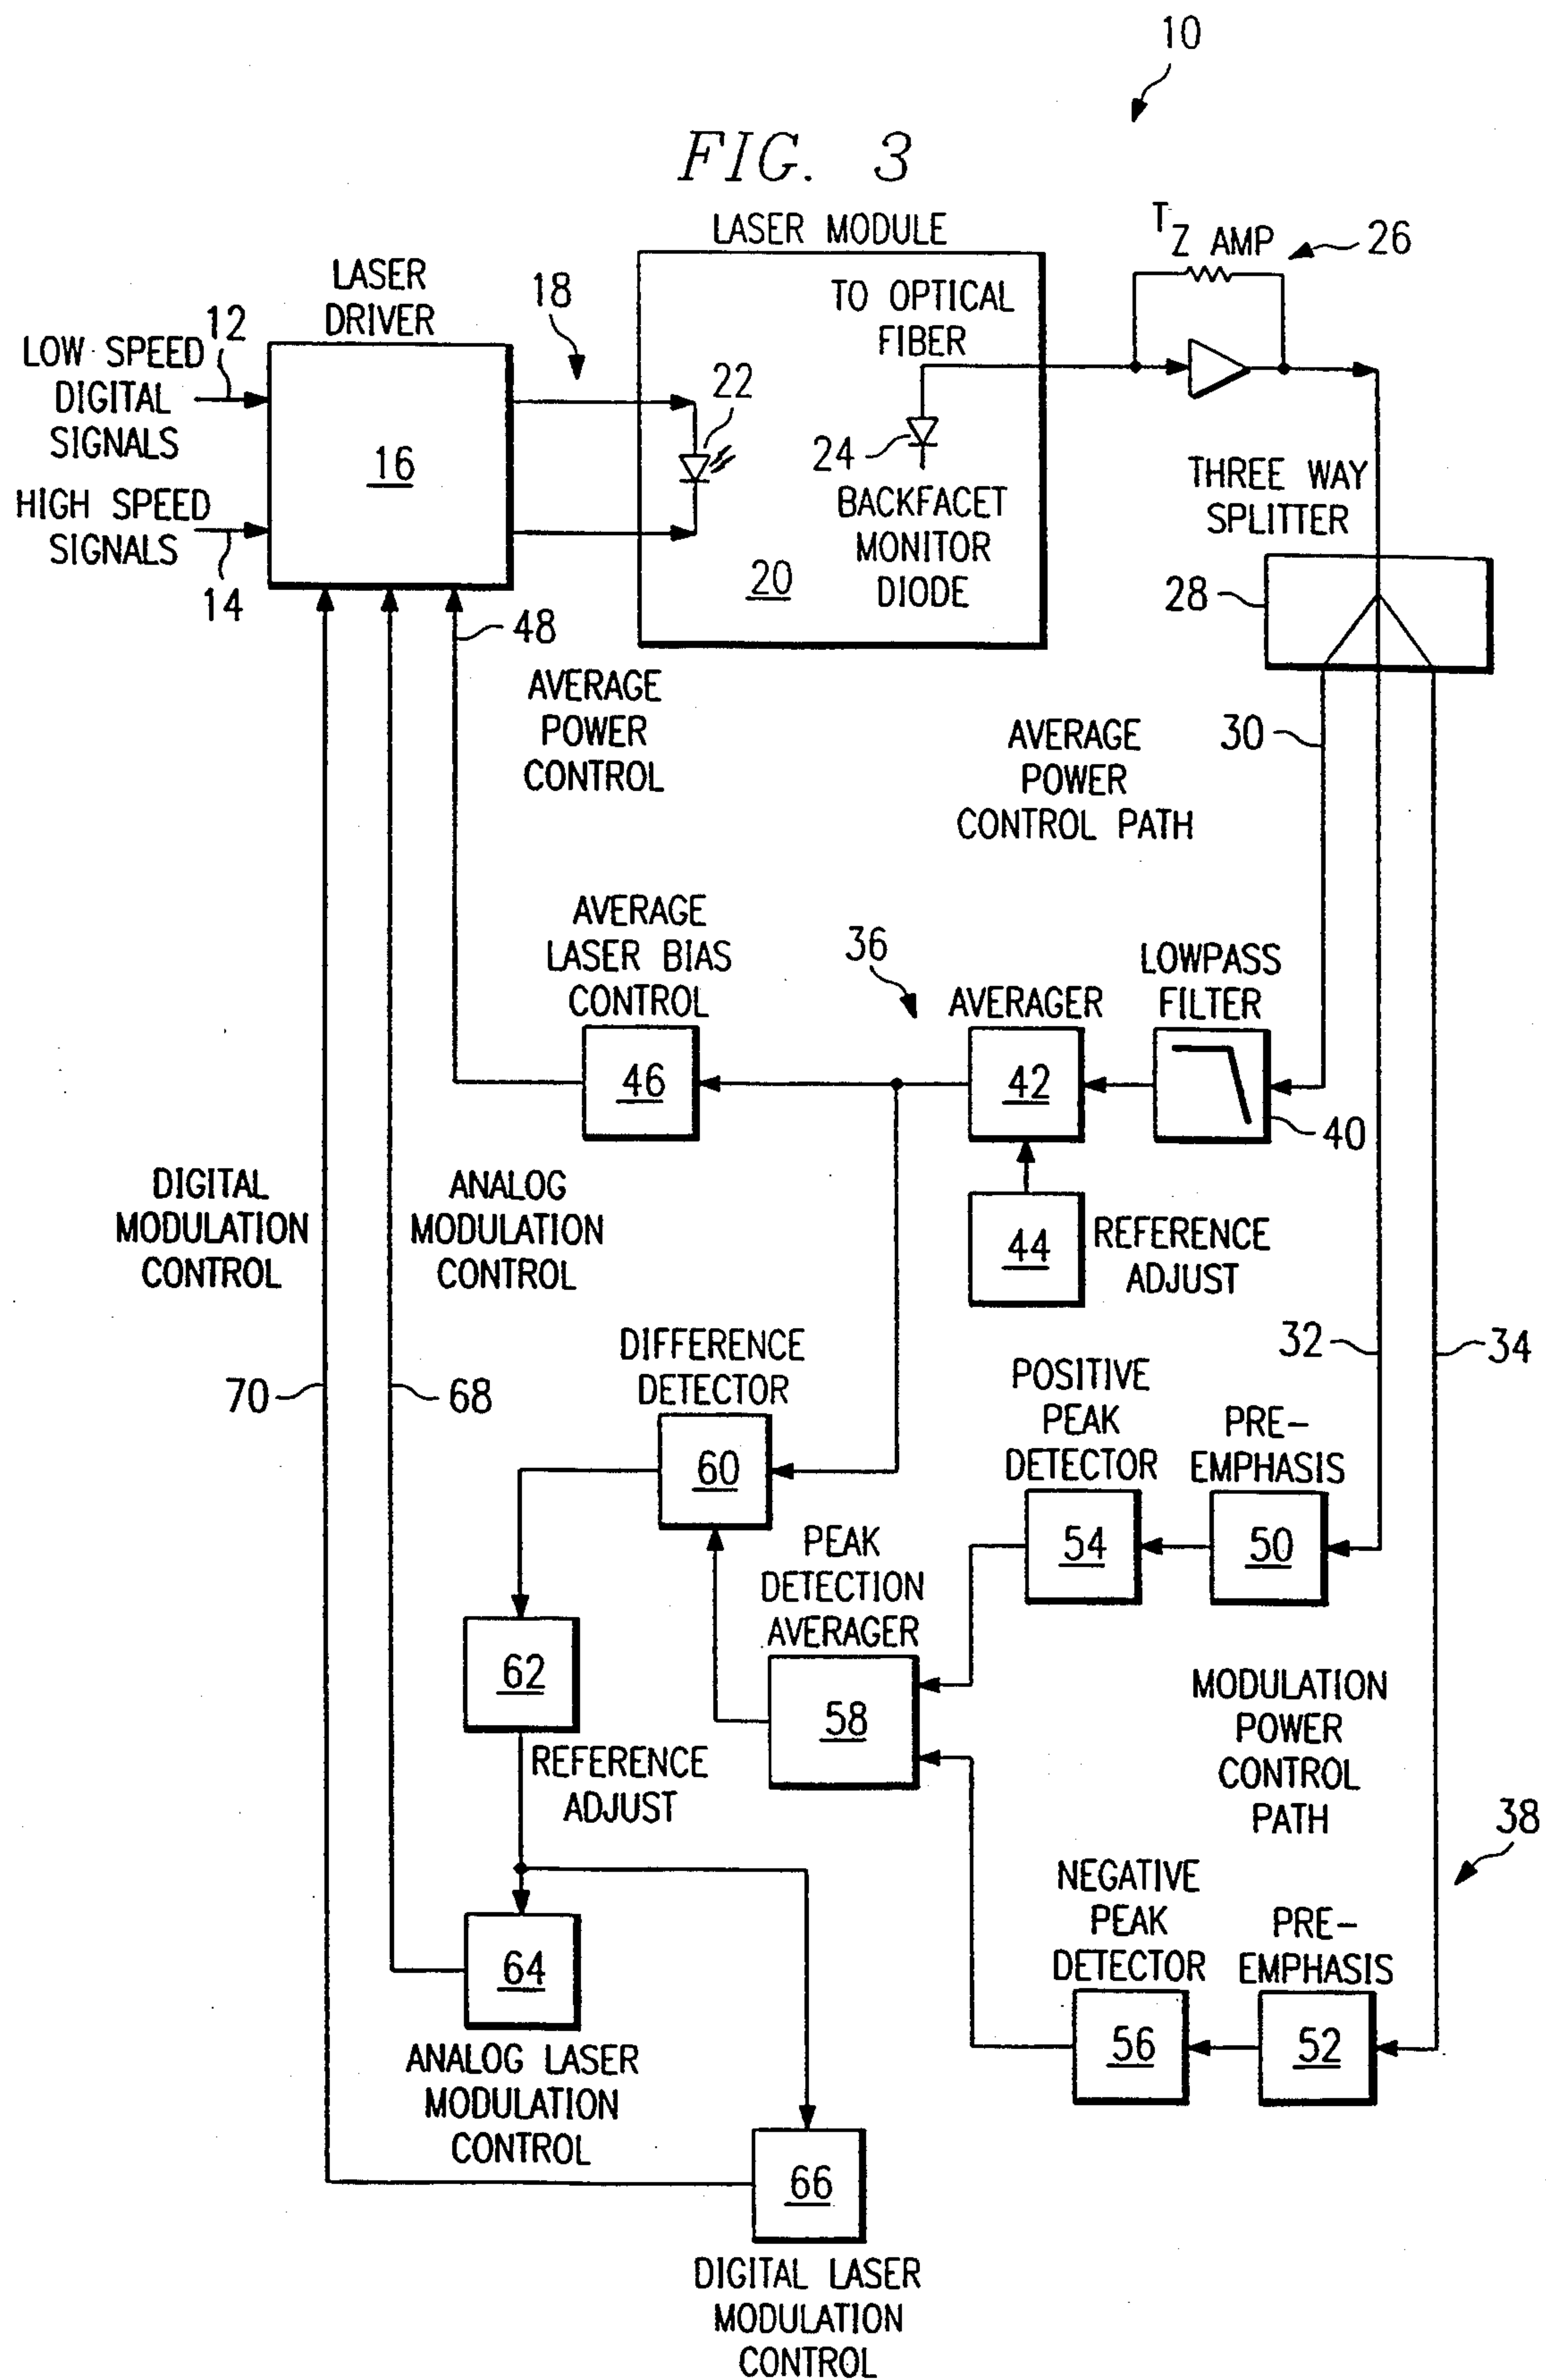 10
FIG. 3
LASER MODULE
TZ AMP
26
LASER
DRIVER
18
TO OPTICAL
FIBER
12
LOW SPEED
DIGITAL
SIGNALS
22
16
24
THREE WAY
SPLITTER
HIGH SPEED
SIGNALS
BACKFACET
MONITOR
DIODE
20
28
14
48
AVERAGE
POWER
CONTROL
AVERAGE
POWER
CONTROL PATH
30
AVERAGE
LASER BIAS
CONTROL
36
AVERAGER
LOWPASS
FILTER
46
42
40
DIGITAL
MODULATION
CONTROL
ANALOG
MODULATION
CONTROL
44
REFERENCE
ADJUST
DIFFERENCE
DETECTOR
32
34
70
68
POSITIVE
PEAK
DETECTOR
PRE-
EMPHASIS
60
54
50
PEAK
DETECTION
AVERAGER
62
58
REFERENCE
ADJUST
MODULATION
POWER
CONTROL
PATH
38
NEGATIVE
PEAK
DETECTOR
PRE-
EMPHASIS
64
56
52
ANALOG LASER
MODULATION
CONTROL
66
DIGITAL LASER
MODULATION
CONTROL